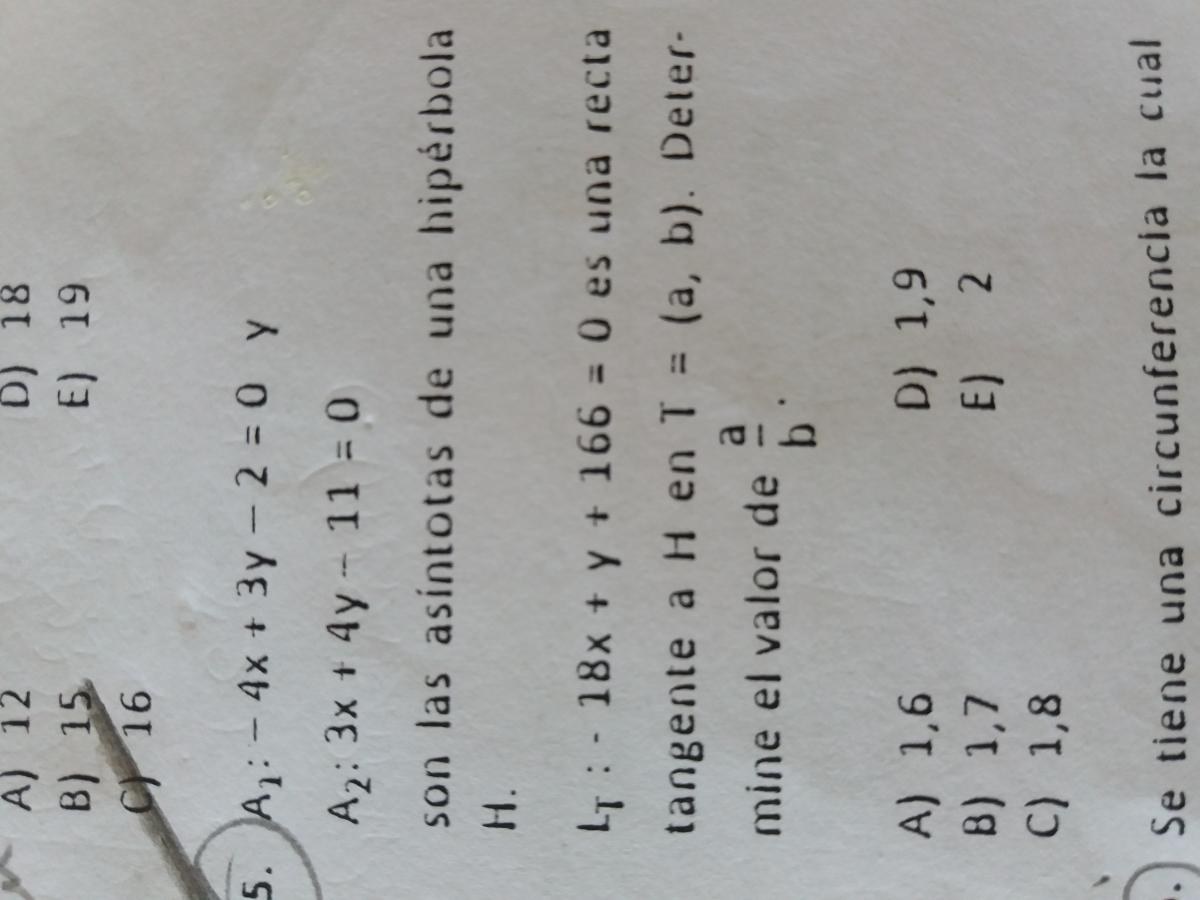 A) 12 D) 18
B) 15 E) 19
C) 16
5. A₁: − 4x + 3y − 2 = 0 y
A₂: 3x + 4y − 11 = 0
son las asíntotas de una hipérbola
H.
L_T : - 18x + y + 166 = 0 es una recta
tangente a H en T = (a, b). Deter-
mine el valor de a/b.
A) 1,6 D) 1,9
B) 1,7 E) 2
C) 1,8
.) Se tiene una circunferencia la cual